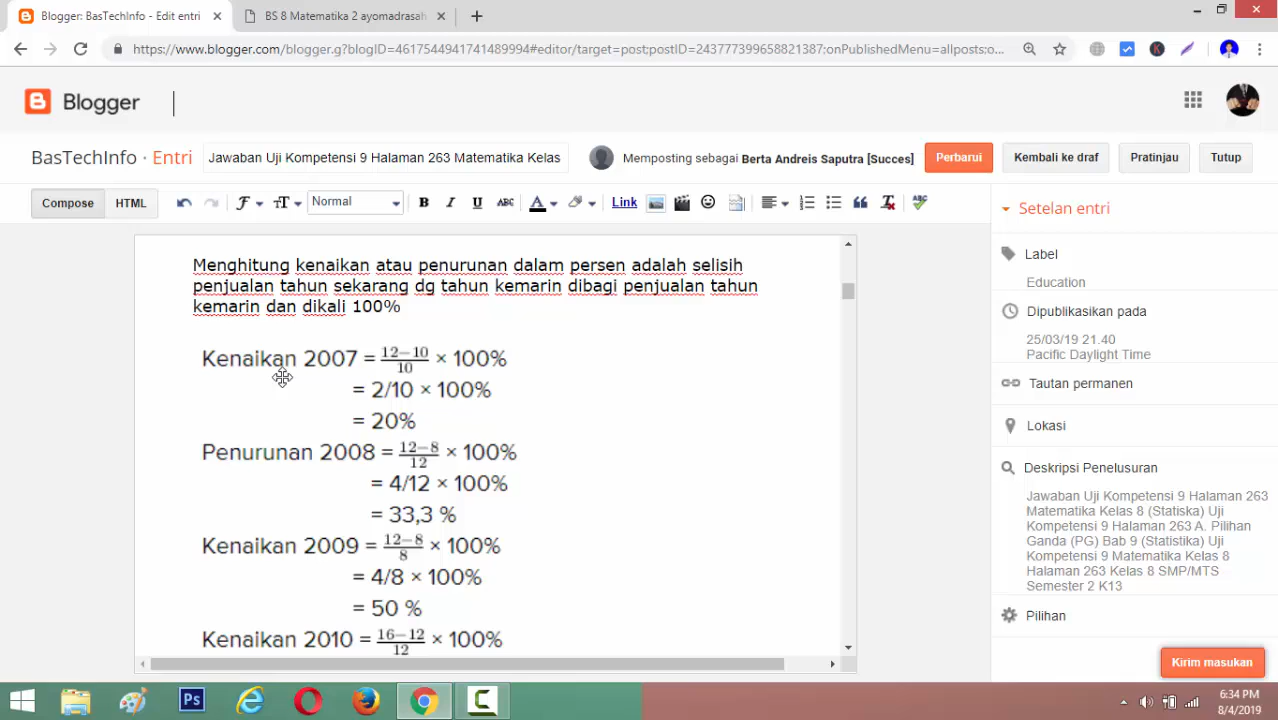 Blogger: BasTechInfo - Edit entri
BS 8 Matematika 2 ayomadrasah
https://www.blogger.com/blogger.g?blogID=4617544941741489994#editor/target=post;postID=243777399658821387;onPublishedMenu=allposts;o...
Blogger
BasTechInfo · Entri
Jawaban Uji Kompetensi 9 Halaman 263 Matematika Kelas
Memposting sebagai Berta Andreis Saputra [Succes]
Perbarui
Kembali ke draf
Pratinjau
Tutup
Compose
HTML
Normal
B I U ABC
A
Link
Setelan entri
Menghitung kenaikan atau penurunan dalam persen adalah selisih
penjualan tahun sekarang dg tahun kemarin dibagi penjualan tahun
kemarin dan dikali 100%
Kenaikan 2007 = 12−10/10 × 100%
= 2/10 × 100%
= 20%
Penurunan 2008 = 12−8/12 × 100%
= 4/12 × 100%
= 33,3 %
Kenaikan 2009 = 12−8/8 × 100%
= 4/8 × 100%
= 50 %
Kenaikan 2010 = 16−12/12 × 100%
Label
Education
Dipublikasikan pada
25/03/19 21.40
Pacific Daylight Time
Tautan permanen
Lokasi
Deskripsi Penelusuran
Jawaban Uji Kompetensi 9 Halaman 263
Matematika Kelas 8 (Statiska) Uji
Kompetensi 9 Halaman 263 A. Pilihan
Ganda (PG) Bab 9 (Statistika) Uji
Kompetensi 9 Matematika Kelas 8
Halaman 263 Kelas 8 SMP/MTS
Semester 2 K13
Pilihan
Kirim masukan
Ps
6:34 PM
8/4/2019